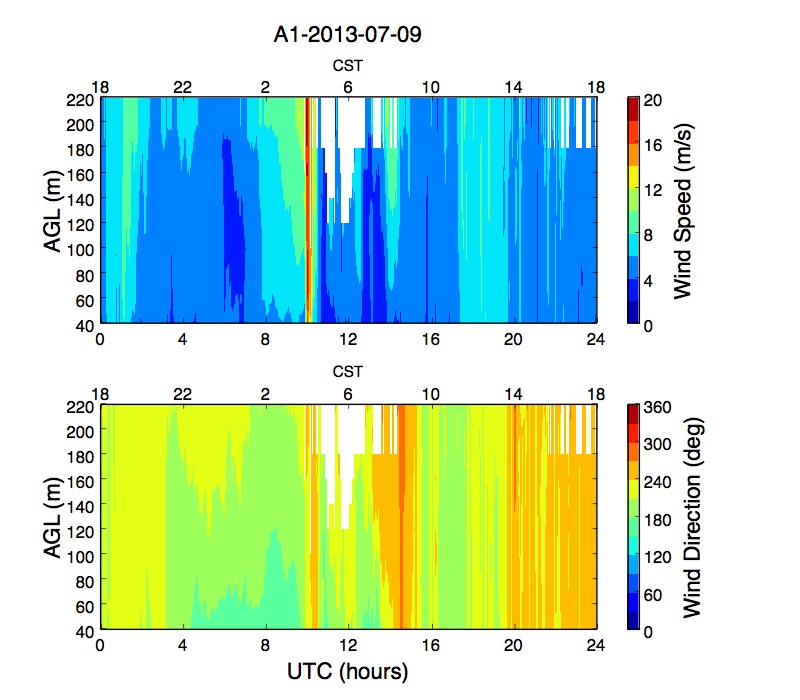 A1-2013-07-09
CST
18 22 2 6 10 14 18
220
200
180
160
140
120
100
80
60
40
AGL (m)
0 4 8 12 16 20 24
20
16
12
8
4
0
Wind Speed (m/s)
CST
18 22 2 6 10 14 18
220
200
180
160
140
120
100
80
60
40
AGL (m)
0 4 8 12 16 20 24
UTC (hours)
360
300
240
180
120
60
0
Wind Direction (deg)